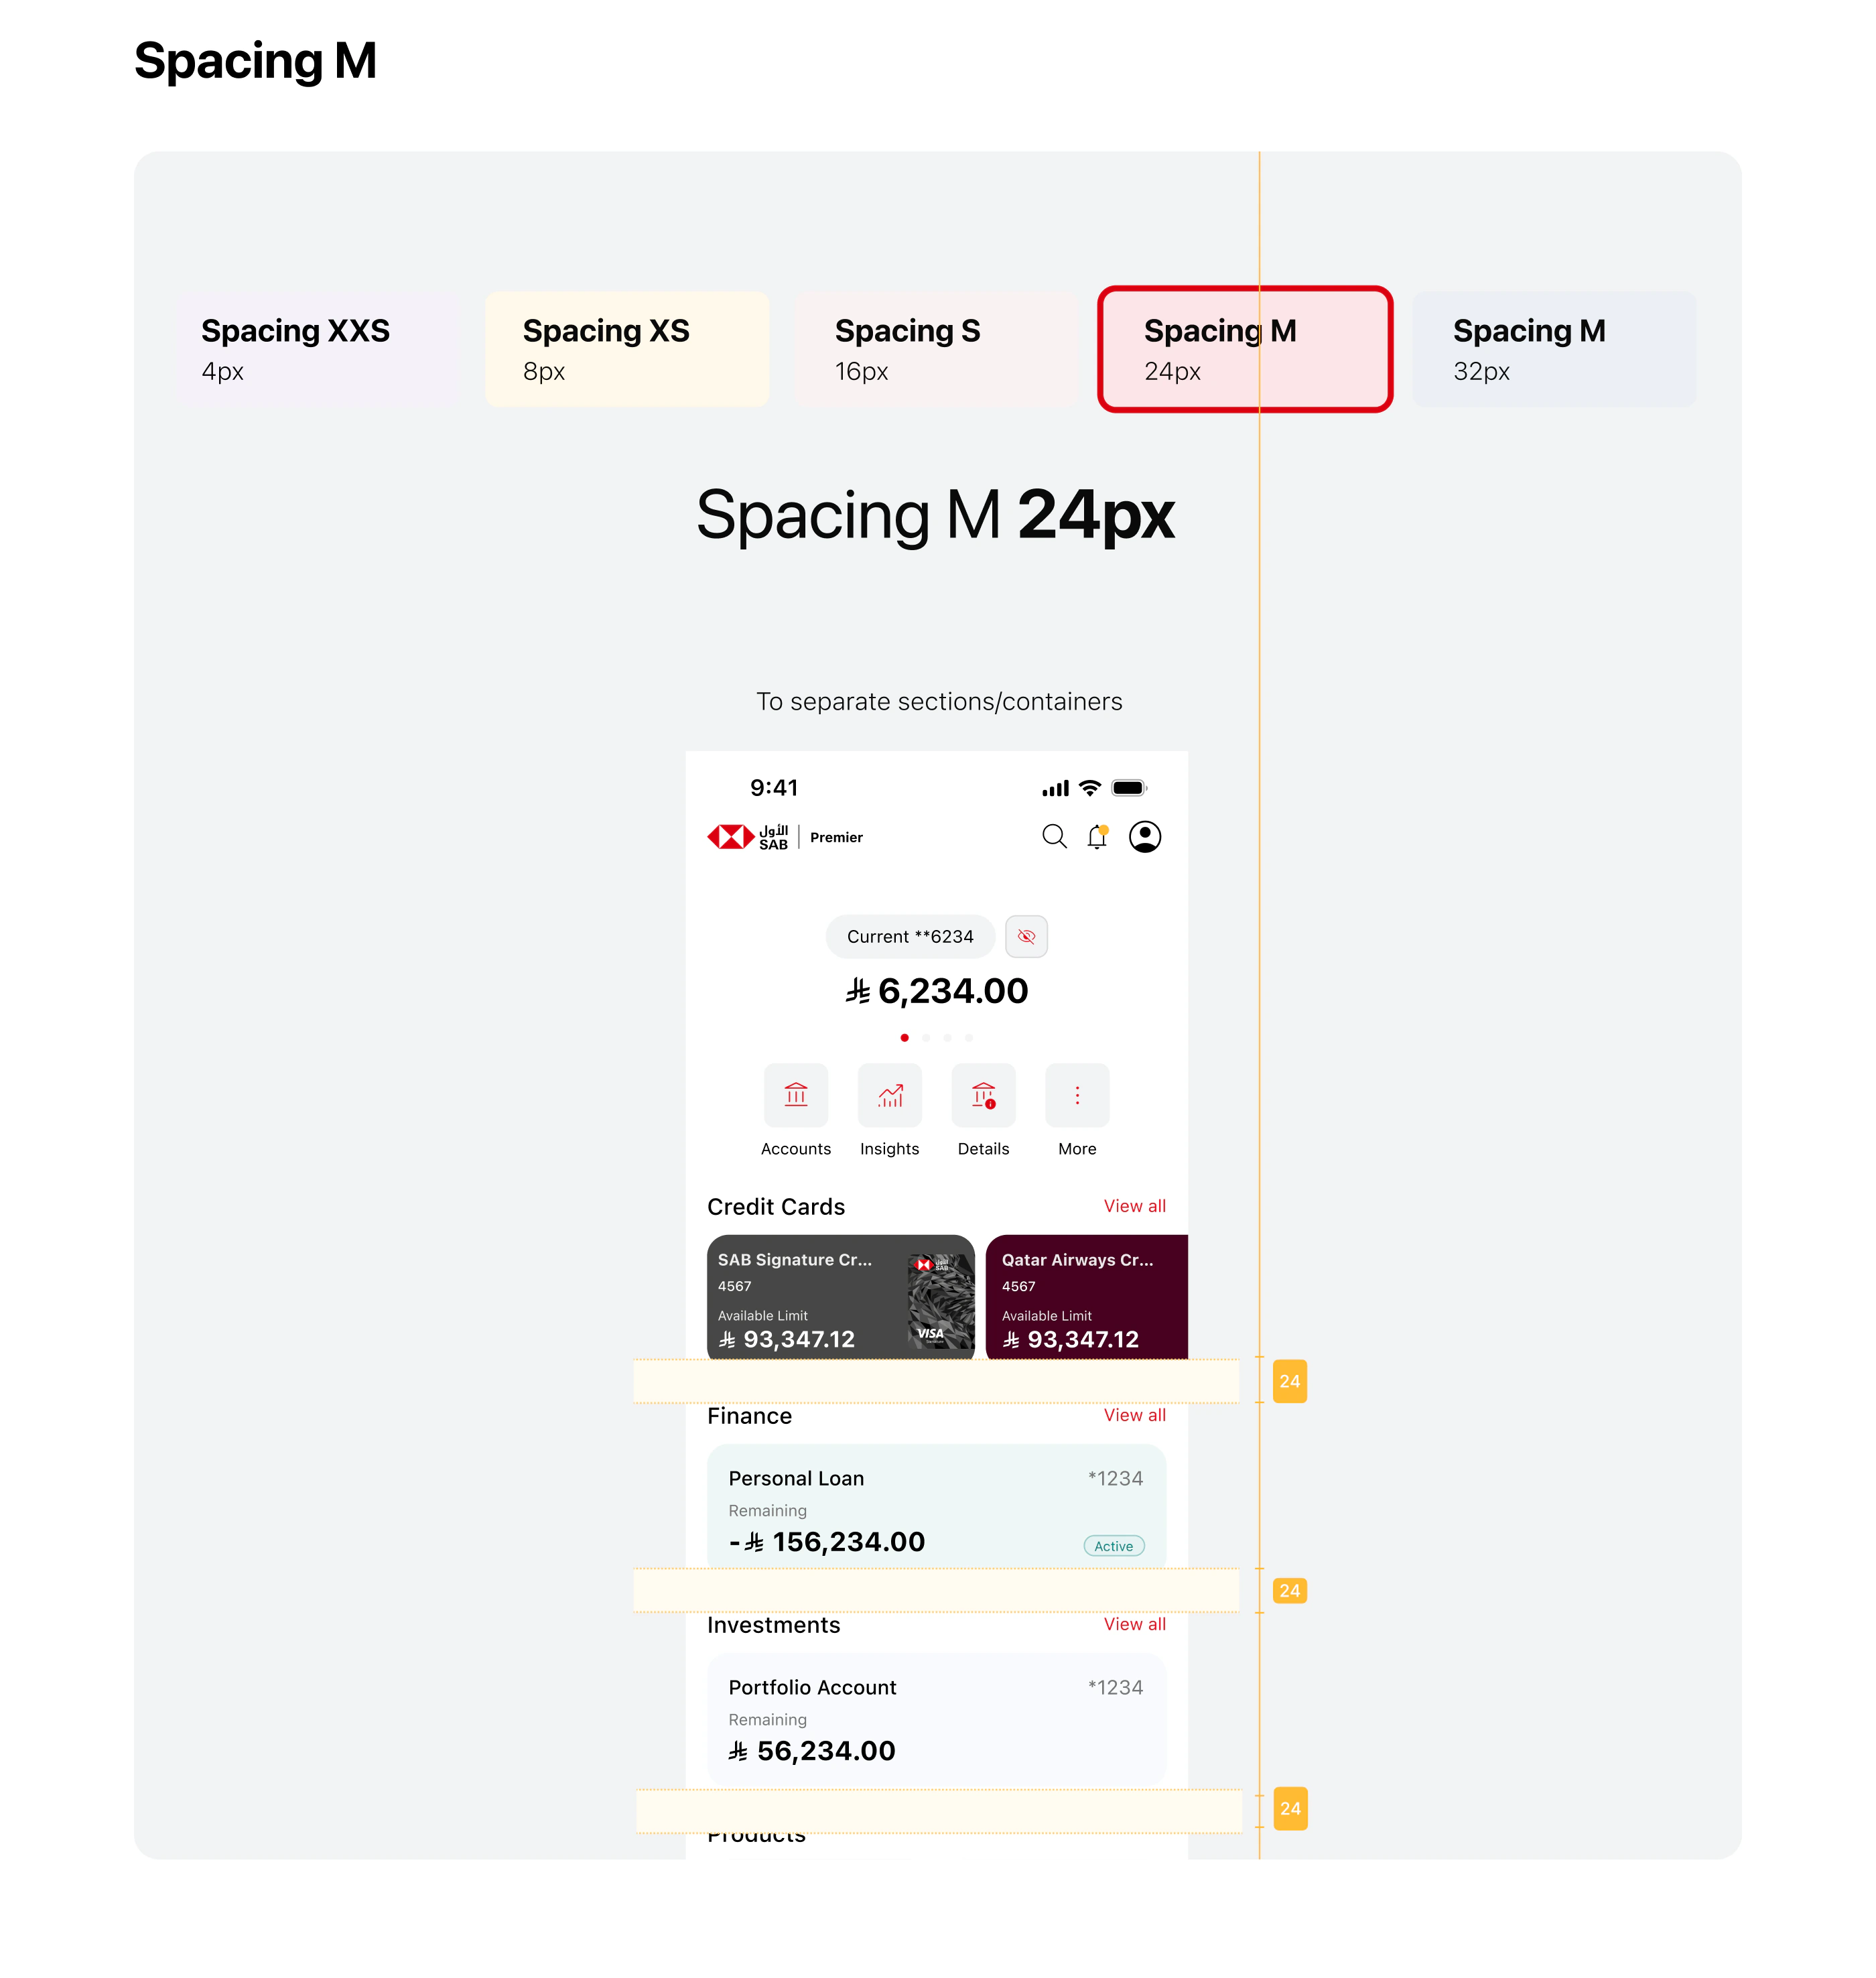 Spacing M
Spacing XXS
4px
Spacing XS
8px
Spacing S
16px
Spacing M
24px
Spacing M
32px
Spacing M 24px
To separate sections/containers
9:41
الأول
SAB
Premier
Current **6234
6,234.00
Accounts
Insights
Details
More
Credit Cards
View all
SAB Signature Cr...
4567
Available Limit
93,347.12
الأول
SAB
VISA
Qatar Airways Cr...
4567
Available Limit
93,347.12
24
Finance
View all
Personal Loan
*1234
Remaining
- 156,234.00
Active
24
Investments
View all
Portfolio Account
*1234
Remaining
56,234.00
24
Products